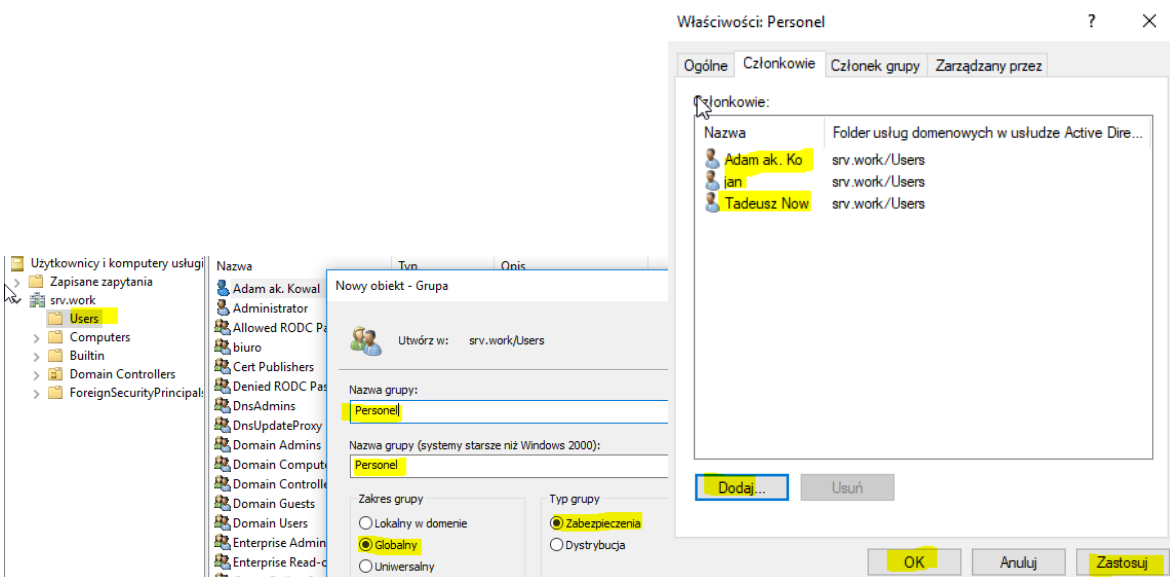 Właściwości: Personel
Ogólne Członkowie Członek grupy Zarządzany przez
Członkowie:
Nazwa Folder usług domenowych w usłudze Active Dire...
Adam ak. Ko srv.work/Users
jan srv.work/Users
Tadeusz Now srv.work/Users
Dodaj... Usuń
OK Anuluj Zastosuj
Użytkownicy i komputery usługi
Zapisane zapytania
srv.work
Users
Computers
Builtin
Domain Controllers
ForeignSecurityPrincipals
Nazwa Typ Opis
Adam ak. Kowal
Administrator
Allowed RODC Pa
biuro
Cert Publishers
Denied RODC Pas
DnsAdmins
DnsUpdateProxy
Domain Admins
Domain Compute
Domain Controlle
Domain Guests
Domain Users
Enterprise Admin
Enterprise Read-o
Nowy obiekt - Grupa
Utwórz w: srv.work/Users
Nazwa grupy:
Personel
Nazwa grupy (systemy starsze niż Windows 2000):
Personel
Zakres grupy
Lokalny w domenie
Globalny
Uniwersalny
Typ grupy
Zabezpieczenia
Dystrybucja